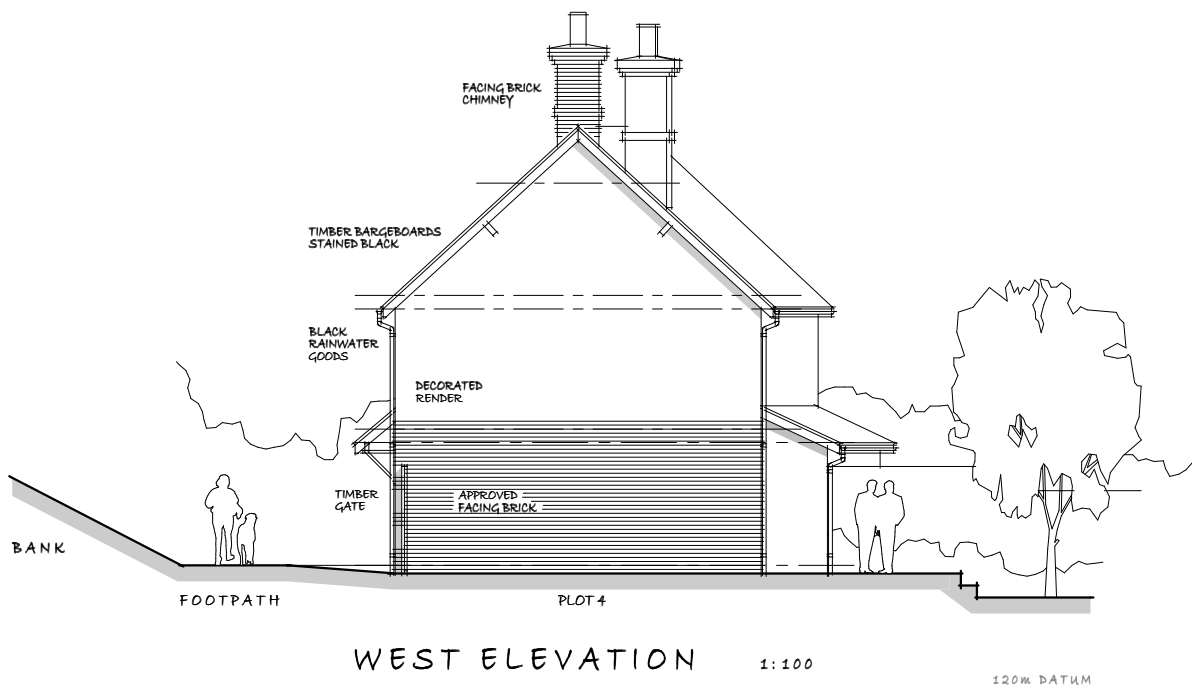 FACING BRICK
CHIMNEY
TIMBER BARGEBOARDS
STAINED BLACK
BLACK
RAINWATER
GOODS
DECORATED
RENDER
TIMBER
GATE
APPROVED
FACING BRICK
BANK
FOOTPATH
PLOT 4
WEST ELEVATION
1:100
120m DATUM